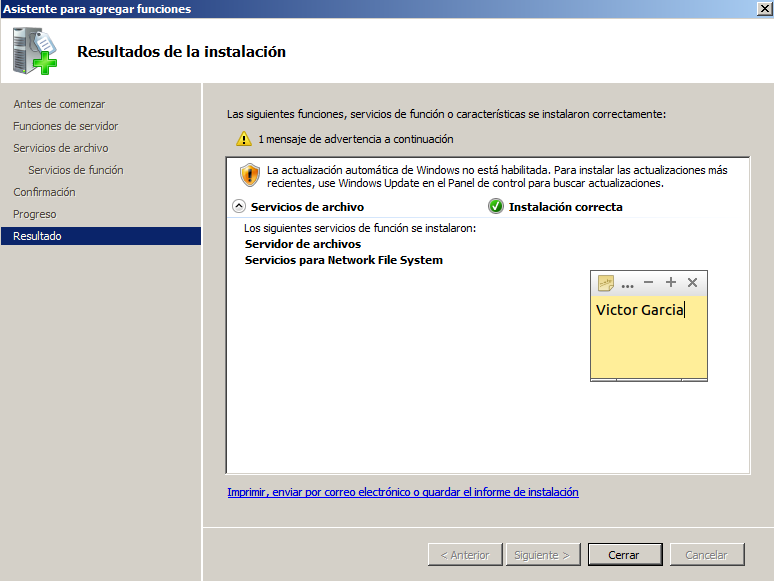 Asistente para agregar funciones
Resultados de la instalación
Antes de comenzar
Funciones de servidor
Servicios de archivo
Servicios de función
Confirmación
Progreso
Resultado
Las siguientes funciones, servicios de función o características se instalaron correctamente:
1 mensaje de advertencia a continuación
La actualización automática de Windows no está habilitada. Para instalar las actualizaciones más
recientes, use Windows Update en el Panel de control para buscar actualizaciones.
Servicios de archivo Instalación correcta
Los siguientes servicios de función se instalaron:
Servidor de archivos
Servicios para Network File System
...
Victor Garcia
Imprimir, enviar por correo electrónico o guardar el informe de instalación
< Anterior Siguiente > Cerrar Cancelar